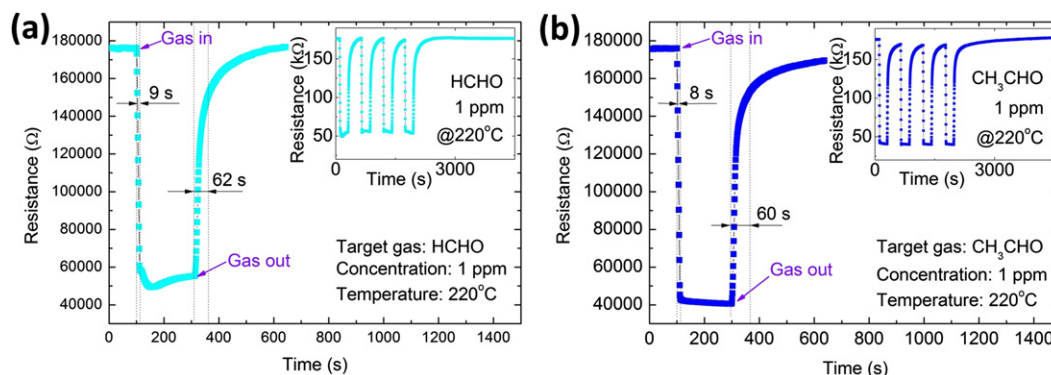 (a)
180000
160000
140000
120000
100000
80000
60000
40000
Resistance (Ω)
0 200 400 600 800 1000 1200 1400
Time (s)
Gas in
9 s
62 s
Gas out
Target gas: HCHO
Concentration: 1 ppm
Temperature: 220°C
Resistance (kΩ)
150
100
50
0 3000
Time (s)
HCHO
1 ppm
@220°C
(b)
180000
160000
140000
120000
100000
80000
60000
40000
Resistance (Ω)
0 200 400 600 800 1000 1200 1400
Time (s)
Gas in
8 s
60 s
Gas out
Target gas: CH₃CHO
Concentration: 1 ppm
Temperature: 220°C
Resistance (kΩ)
150
100
50
0 3000
Time (s)
CH₃CHO
1 ppm
@220°C